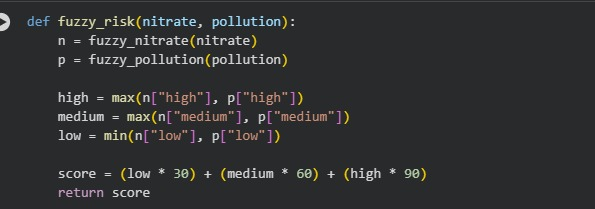 def fuzzy_risk(nitrate, pollution):
    n = fuzzy_nitrate(nitrate)
    p = fuzzy_pollution(pollution)

    high = max(n["high"], p["high"])
    medium = max(n["medium"], p["medium"])
    low = min(n["low"], p["low"])

    score = (low * 30) + (medium * 60) + (high * 90)
    return score